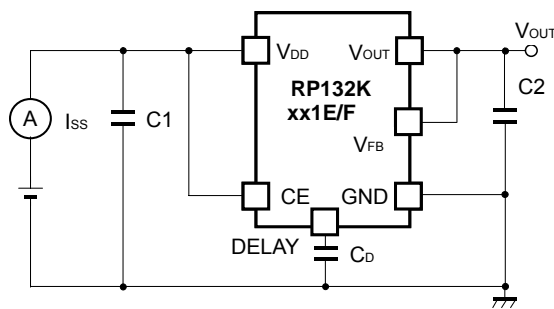 VOUT
VDD VOUT
RP132K
xx1E/F
A ISS C1 C2
VFB
CE GND
DELAY CD